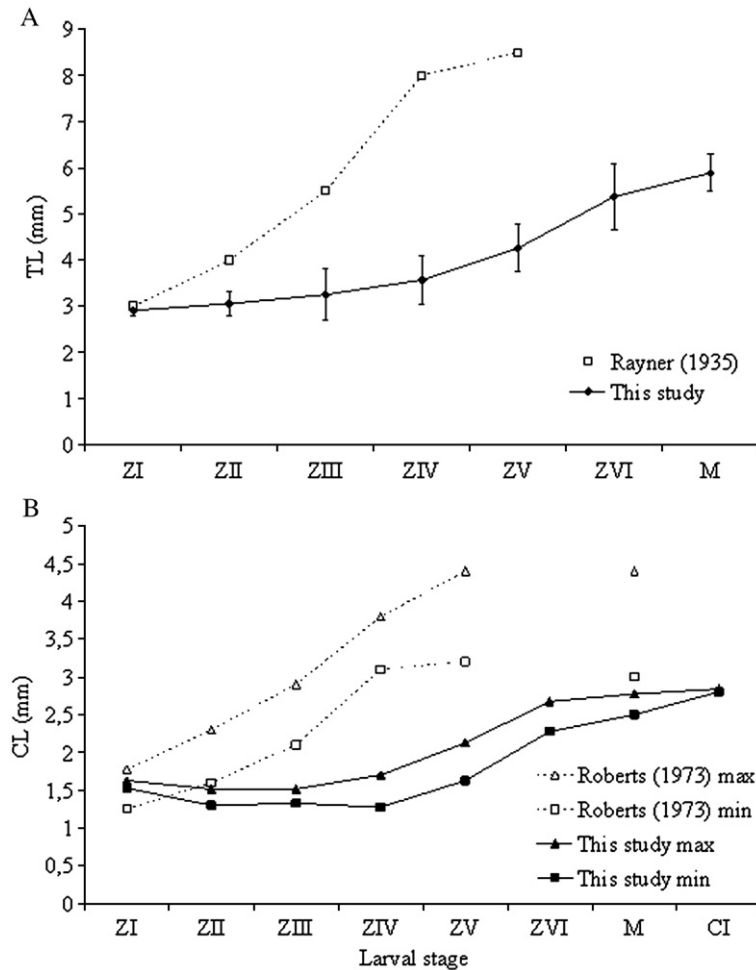 A
9
8
7
6
5
4
3
2
1
0
TL (mm)
Rayner (1935)
This study
ZI ZII ZIII ZIV ZV ZVI M
B
5
4,5
4
3,5
3
2,5
2
1,5
1
0,5
0
CL (mm)
Roberts (1973) max
Roberts (1973) min
This study max
This study min
ZI ZII ZIII ZIV ZV ZVI M CI
Larval stage